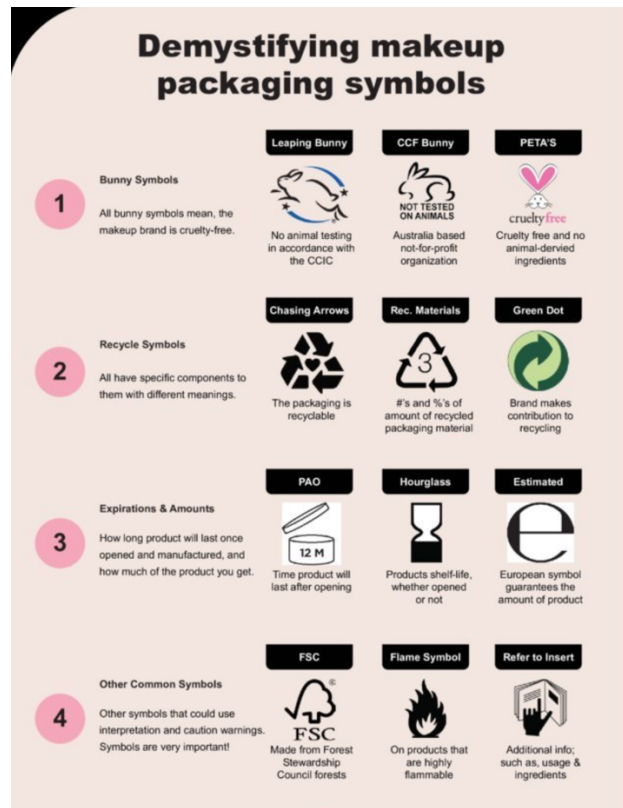 Demystifying makeup
packaging symbols
1
Bunny Symbols
All bunny symbols mean, the
makeup brand is cruelty-free.
Leaping Bunny
No animal testing
in accordance with
the CCIC
CCF Bunny
NOT TESTED
ON ANIMALS
Australia based
not-for-profit
organization
PETA'S
crueltyfree
Cruelty free and no
animal-dervied
ingredients
2
Recycle Symbols
All have specific components to
them with different meanings.
Chasing Arrows
The packaging is
recyclable
Rec. Materials
3
#'s and %'s of
amount of recycled
packaging material
Green Dot
Brand makes
contribution to
recycling
3
Expirations & Amounts
How long product will last once
opened and manufactured, and
how much of the product you get.
PAO
12 M
Time product will
last after opening
Hourglass
Products shelf-life,
whether opened
or not
Estimated
e
European symbol
guarantees the
amount of product
4
Other Common Symbols
Other symbols that could use
interpretation and caution warnings.
Symbols are very important!
FSC
®
FSC
Made from Forest
Stewardship
Council forests
Flame Symbol
On products that
are highly
flammable
Refer to Insert
Additional info;
such as, usage &
ingredients